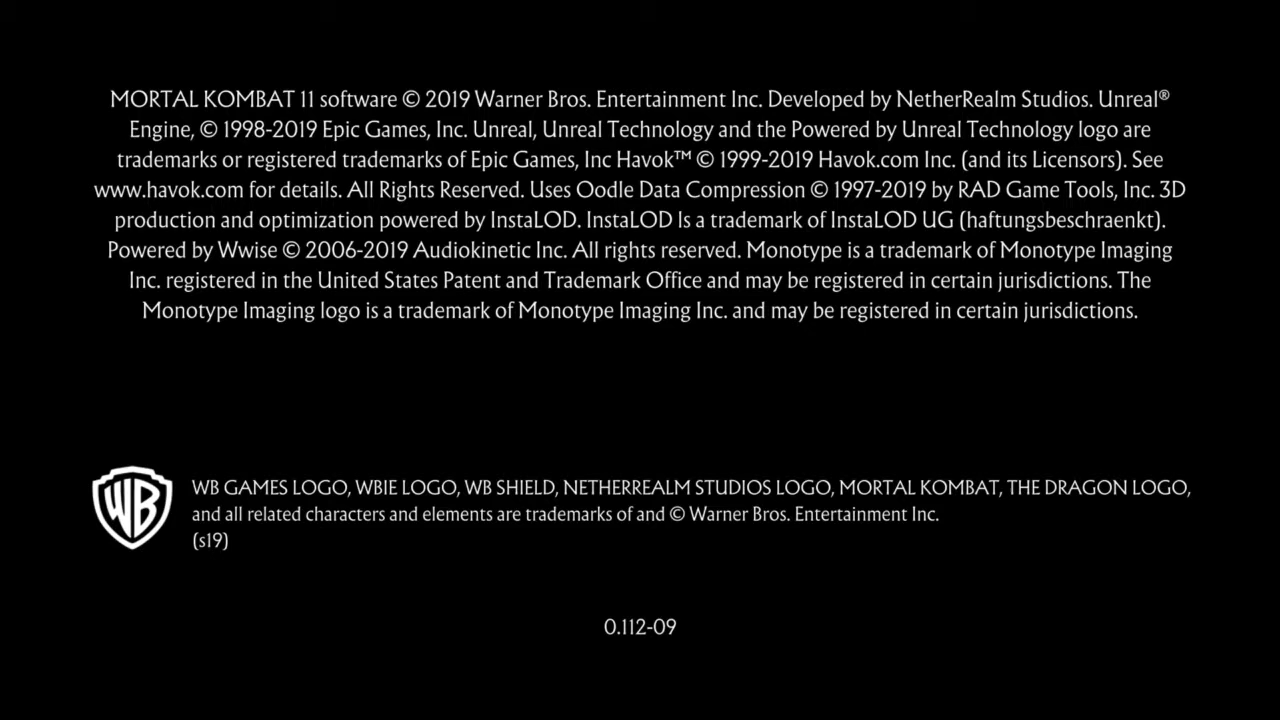 MORTAL KOMBAT 11 software © 2019 Warner Bros. Entertainment Inc. Developed by NetherRealm Studios. Unreal®
Engine, © 1998-2019 Epic Games, Inc. Unreal, Unreal Technology and the Powered by Unreal Technology logo are
trademarks or registered trademarks of Epic Games, Inc Havok™ © 1999-2019 Havok.com Inc. (and its Licensors). See
www.havok.com for details. All Rights Reserved. Uses Oodle Data Compression © 1997-2019 by RAD Game Tools, Inc. 3D
production and optimization powered by InstaLOD. InstaLOD Is a trademark of InstaLOD UG (haftungsbeschraenkt).
Powered by Wwise © 2006-2019 Audiokinetic Inc. All rights reserved. Monotype is a trademark of Monotype Imaging
Inc. registered in the United States Patent and Trademark Office and may be registered in certain jurisdictions. The
Monotype Imaging logo is a trademark of Monotype Imaging Inc. and may be registered in certain jurisdictions.
WB
WB GAMES LOGO, WBIE LOGO, WB SHIELD, NETHERREALM STUDIOS LOGO, MORTAL KOMBAT, THE DRAGON LOGO,
and all related characters and elements are trademarks of and © Warner Bros. Entertainment Inc.
(s19)
0.112-09